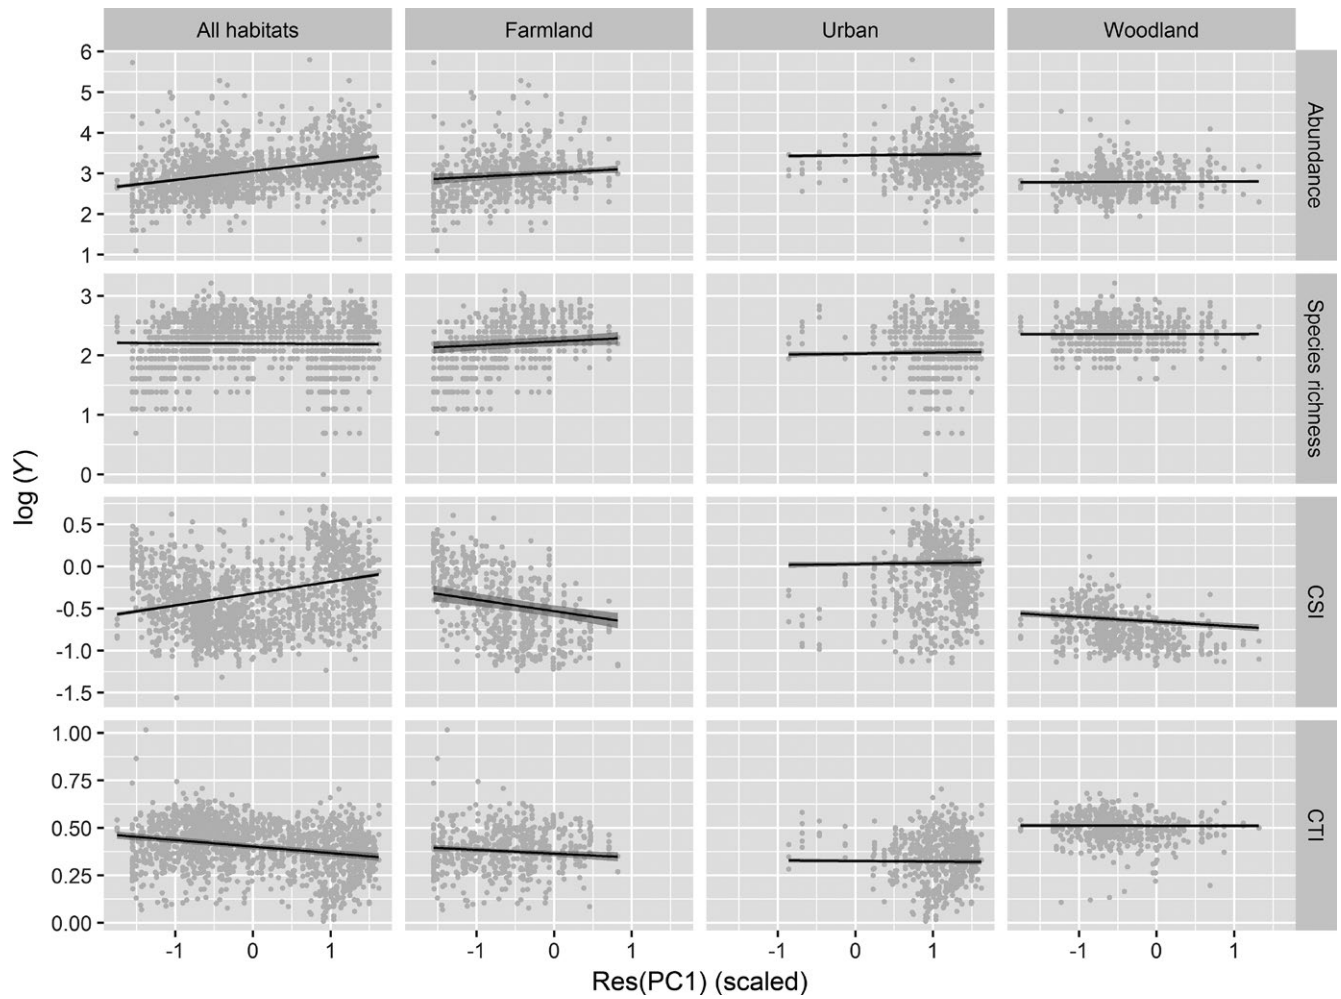 All habitats Farmland Urban Woodland
6
5
4
3
2
1
Abundance
3
2
1
0
Species richness
log (Y)
0.5
0.0
-0.5
-1.0
-1.5
CSI
1.00
0.75
0.50
0.25
0.00
CTI
-1 0 1 -1 0 1 -1 0 1 -1 0 1
Res(PC1) (scaled)